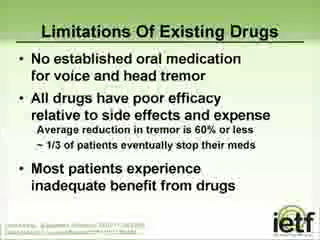 Limitations Of Existing Drugs
• No established oral medication
for voice and head tremor
• All drugs have poor efficacy
relative to side effects and expense
Average reduction in tremor is 60% or less
~ 1/3 of patients eventually stop their meds
• Most patients experience
inadequate benefit from drugs
ietf